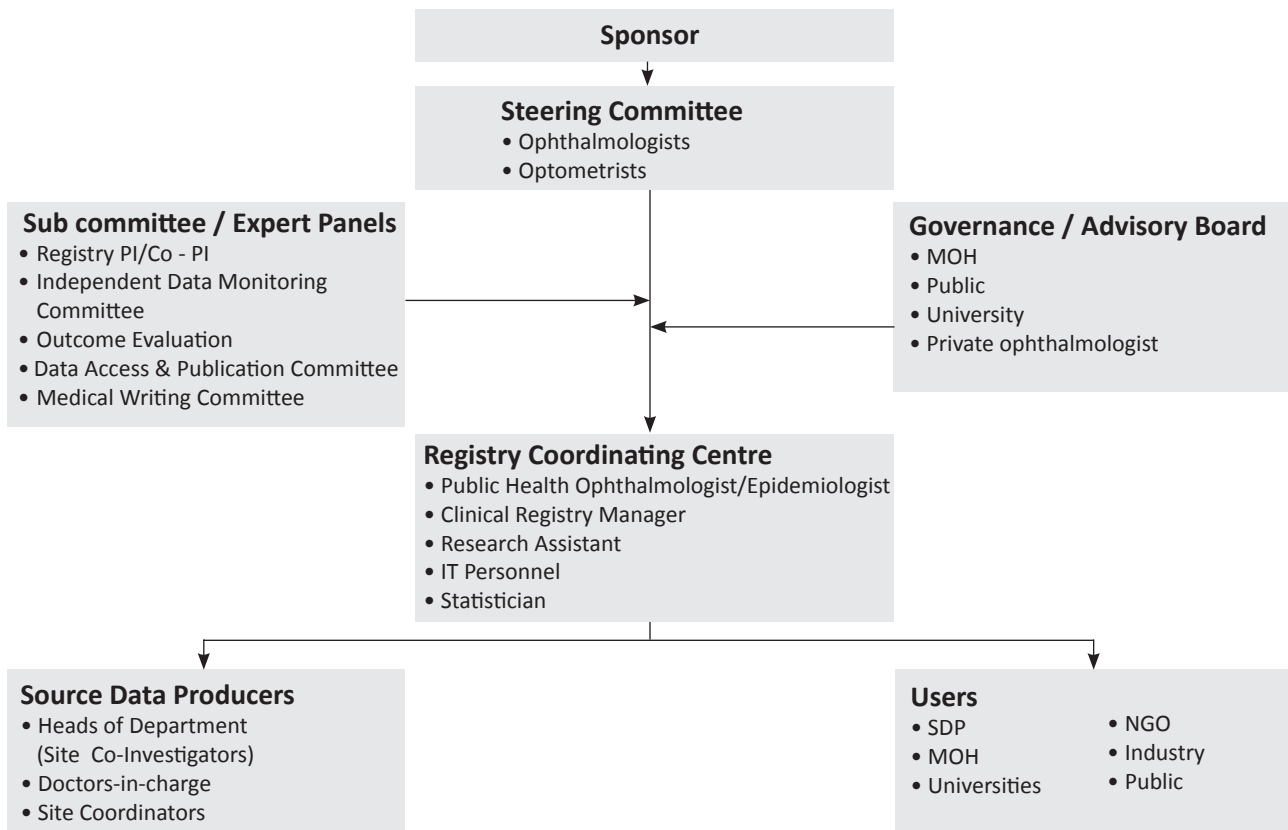 Sponsor
Steering Committee
• Ophthalmologists
• Optometrists
Sub committee / Expert Panels
• Registry PI/Co - PI
• Independent Data Monitoring
Committee
• Outcome Evaluation
• Data Access & Publication Committee
• Medical Writing Committee
Governance / Advisory Board
• MOH
• Public
• University
• Private ophthalmologist
Registry Coordinating Centre
• Public Health Ophthalmologist/Epidemiologist
• Clinical Registry Manager
• Research Assistant
• IT Personnel
• Statistician
Source Data Producers
• Heads of Department
(Site Co-Investigators)
• Doctors-in-charge
• Site Coordinators
Users
• SDP
• MOH
• Universities
• NGO
• Industry
• Public